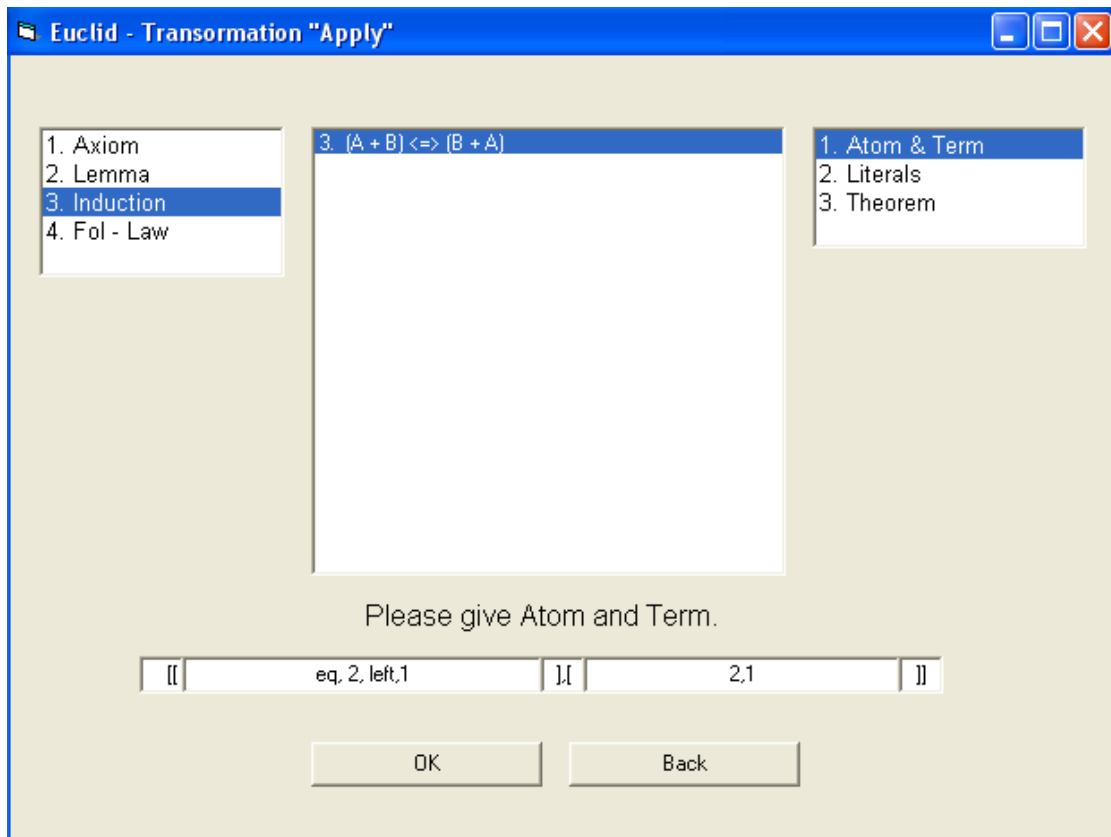 Euclid - Transormation "Apply"
1. Axiom
2. Lemma
3. Induction
4. Fol - Law
3. (A + B) <=> (B + A)
1. Atom & Term
2. Literals
3. Theorem
Please give Atom and Term.
[[ eq, 2, left,1 ],[ 2,1 ]]
OK Back